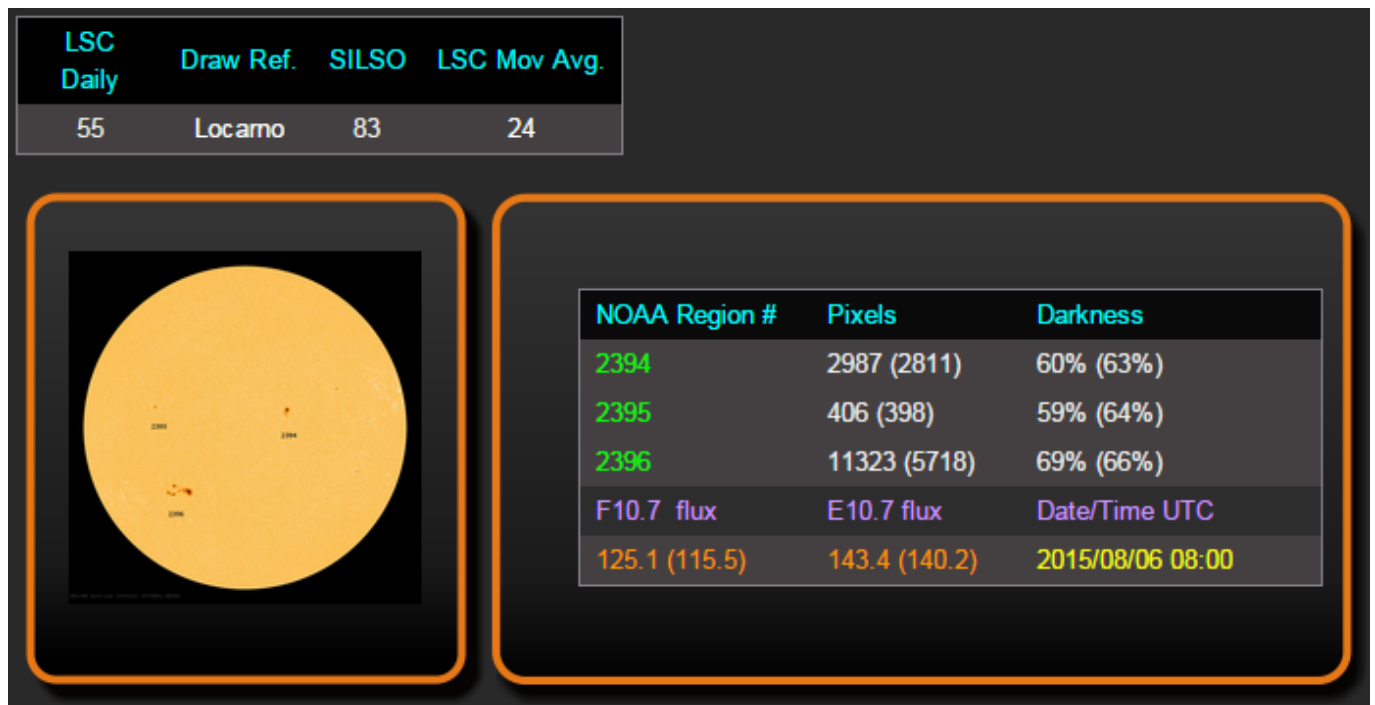 LSC Daily Draw Ref. SILSO LSC Mov Avg.
55 Locarno 83 24
2395
2394
2396
NOAA Region # Pixels Darkness
2394 2987 (2811) 60% (63%)
2395 406 (398) 59% (64%)
2396 11323 (5718) 69% (66%)
F10.7 flux E10.7 flux Date/Time UTC
125.1 (115.5) 143.4 (140.2) 2015/08/06 08:00